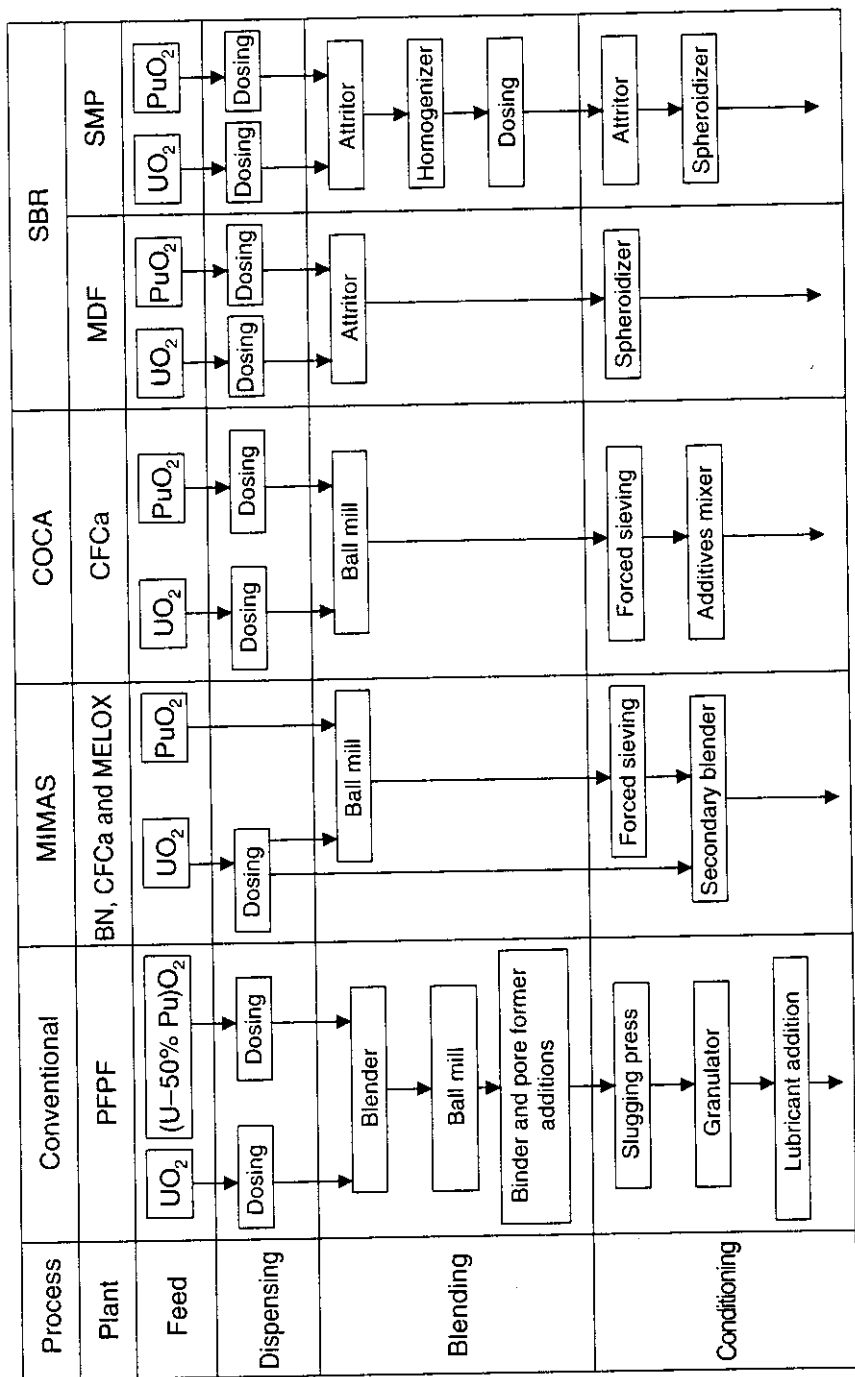 Process
Conventional
MIMAS
COCA
SBR
Plant
PFPF
BN, CFCa and MELOX
CFCa
MDF
SMP
Feed
UO₂
(U–50% Pu)O₂
UO₂
PuO₂
UO₂
PuO₂
UO₂
PuO₂
UO₂
PuO₂
Dispensing
Dosing
Dosing
Dosing
Dosing
Dosing
Dosing
Dosing
Dosing
Dosing
Blending
Blender
Ball mill
Binder and pore former
additions
Ball mill
Ball mill
Attritor
Attritor
Homogenizer
Dosing
Conditioning
Slugging press
Granulator
Lubricant addition
Forced sieving
Secondary blender
Forced sieving
Additives mixer
Spheroidizer
Attritor
Spheroidizer